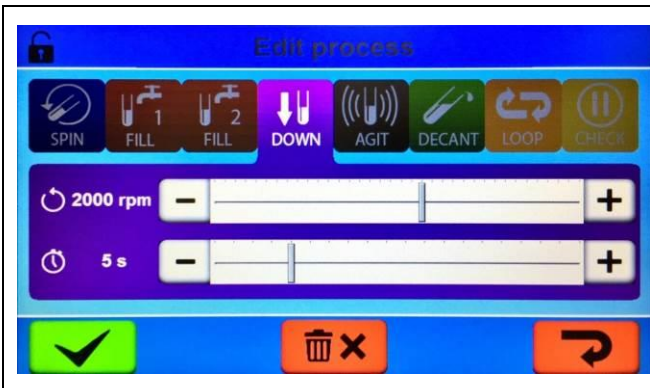 Edit process
SPIN
1
FILL
2
FILL
DOWN
AGIT
DECANT
LOOP
CHECK
2000 rpm
5 s